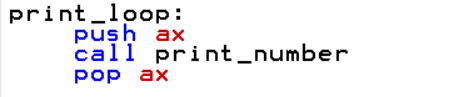 print_loop:
    push ax
    call print_number
    pop ax